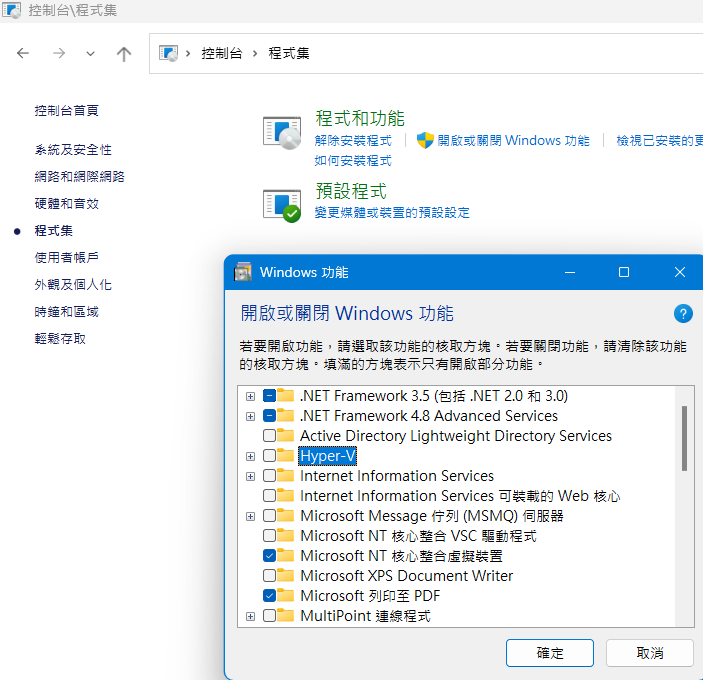 控制台\程式集
控制台 > 程式集
控制台首頁
系統及安全性
網路和網際網路
硬體和音效
程式集
使用者帳戶
外觀及個人化
時鐘和區域
輕鬆存取
程式和功能
解除安裝程式
開啟或關閉 Windows 功能
檢視已安裝的更
如何安裝程式
預設程式
變更媒體或裝置的預設設定
Windows 功能
開啟或關閉 Windows 功能
若要開啟功能，請選取該功能的核取方塊。若要關閉功能，請清除該功能
的核取方塊。填滿的方塊表示只有開啟部分功能。
.NET Framework 3.5 (包括 .NET 2.0 和 3.0)
.NET Framework 4.8 Advanced Services
Active Directory Lightweight Directory Services
Hyper-V
Internet Information Services
Internet Information Services 可裝載的 Web 核心
Microsoft Message 佇列 (MSMQ) 伺服器
Microsoft NT 核心整合 VSC 驅動程式
Microsoft NT 核心整合虛擬裝置
Microsoft XPS Document Writer
Microsoft 列印至 PDF
MultiPoint 連線程式
確定
取消